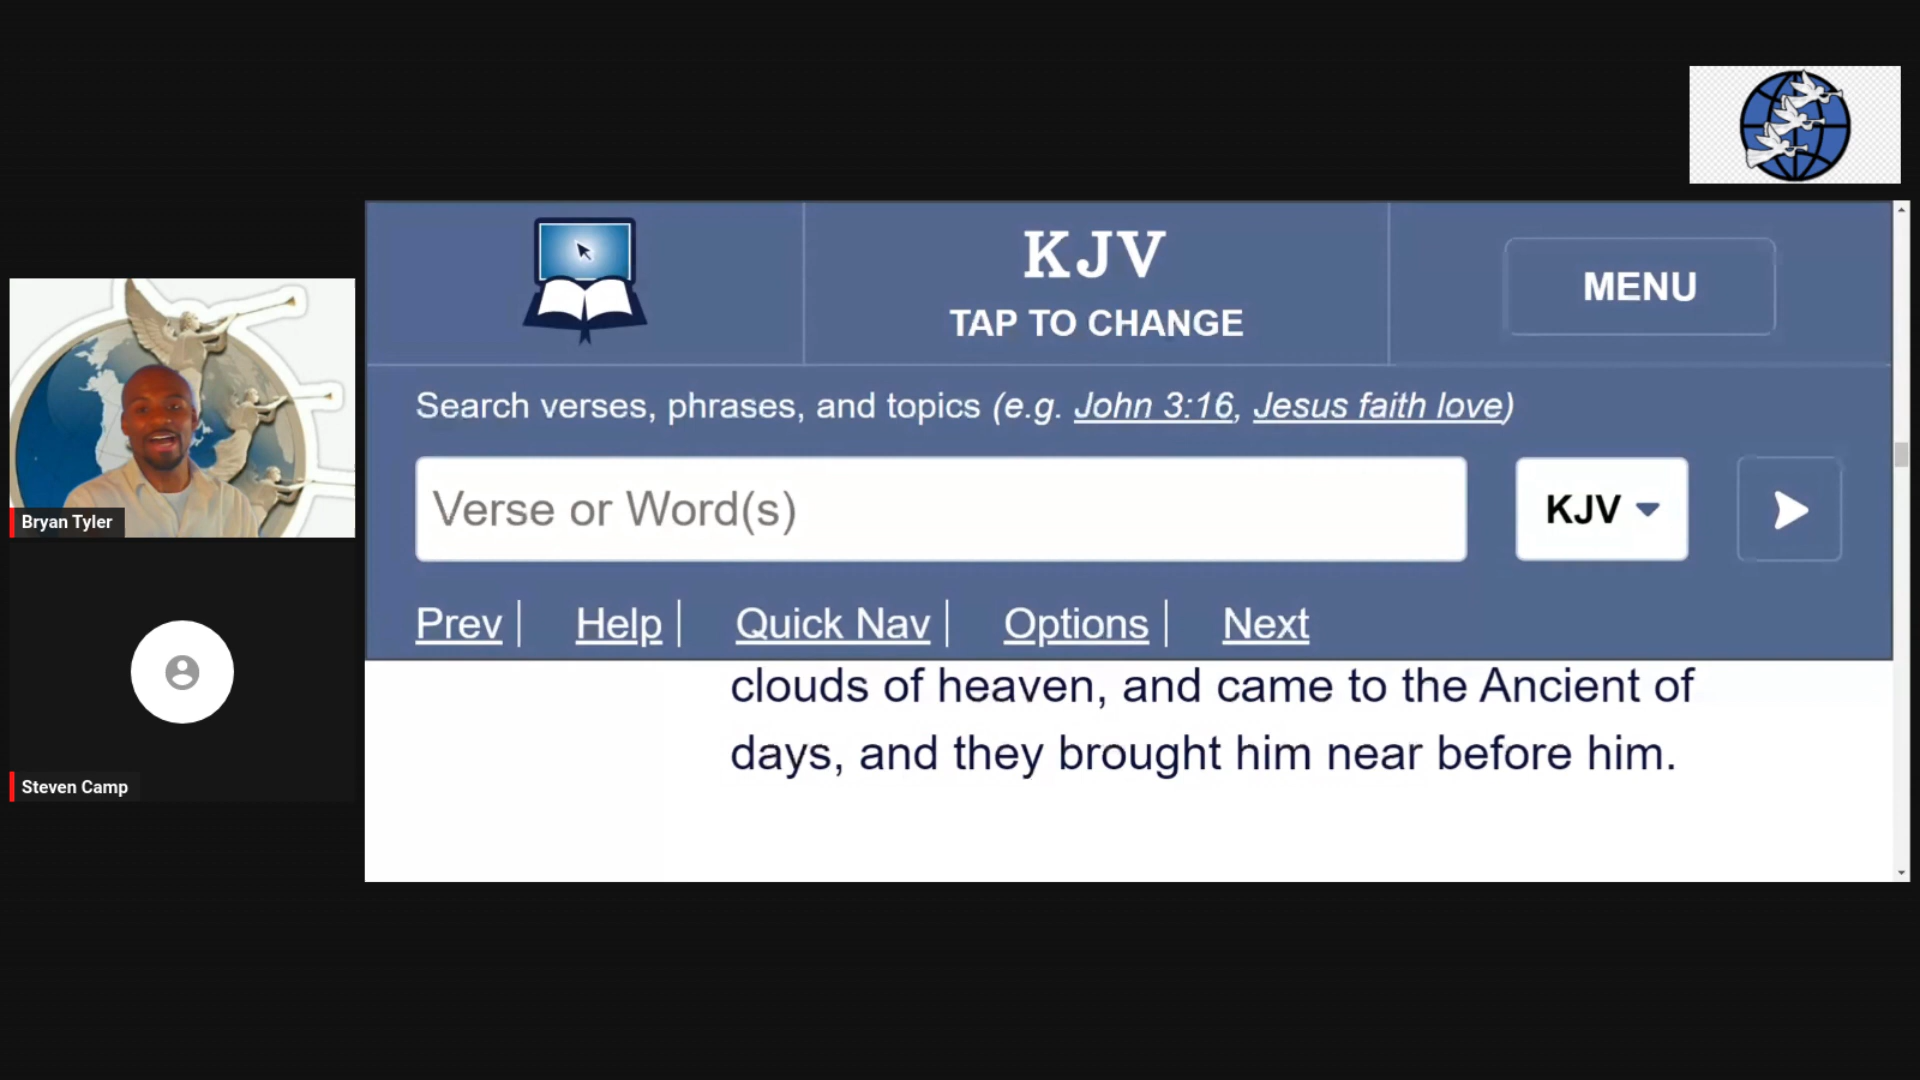 KJV
TAP TO CHANGE
MENU
Search verses, phrases, and topics (e.g. John 3:16, Jesus faith love)
Verse or Word(s)
KJV
Prev
Help
Quick Nav
Options
Next
clouds of heaven, and came to the Ancient of
days, and they brought him near before him.
Bryan Tyler
Steven Camp